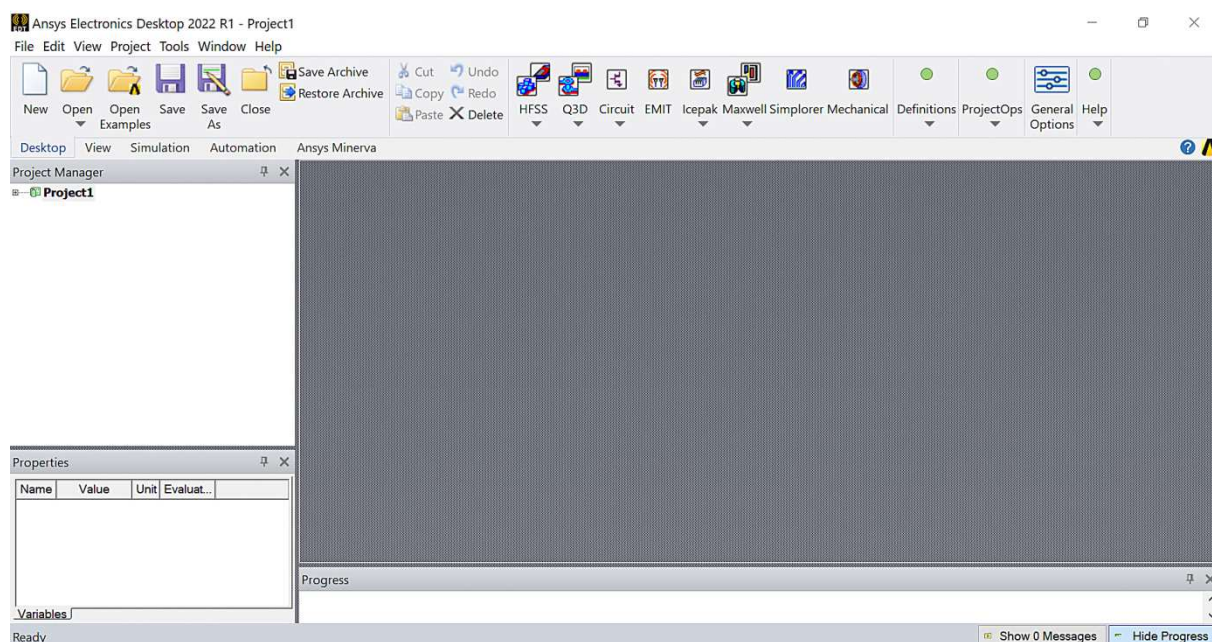 EDT Ansys Electronics Desktop 2022 R1 - Project1
File Edit View Project Tools Window Help
Save Archive Cut Undo
Restore Archive Copy Redo
Paste Delete
New Open Open Examples Save Save As Close HFSS Q3D Circuit EMIT Icepak Maxwell Simplorer Mechanical Definitions ProjectOps General Options Help
Desktop View Simulation Automation Ansys Minerva
Project Manager
Project1
Properties
Name Value Unit Evaluat...
Variables
Progress
Ready Show 0 Messages Hide Progress